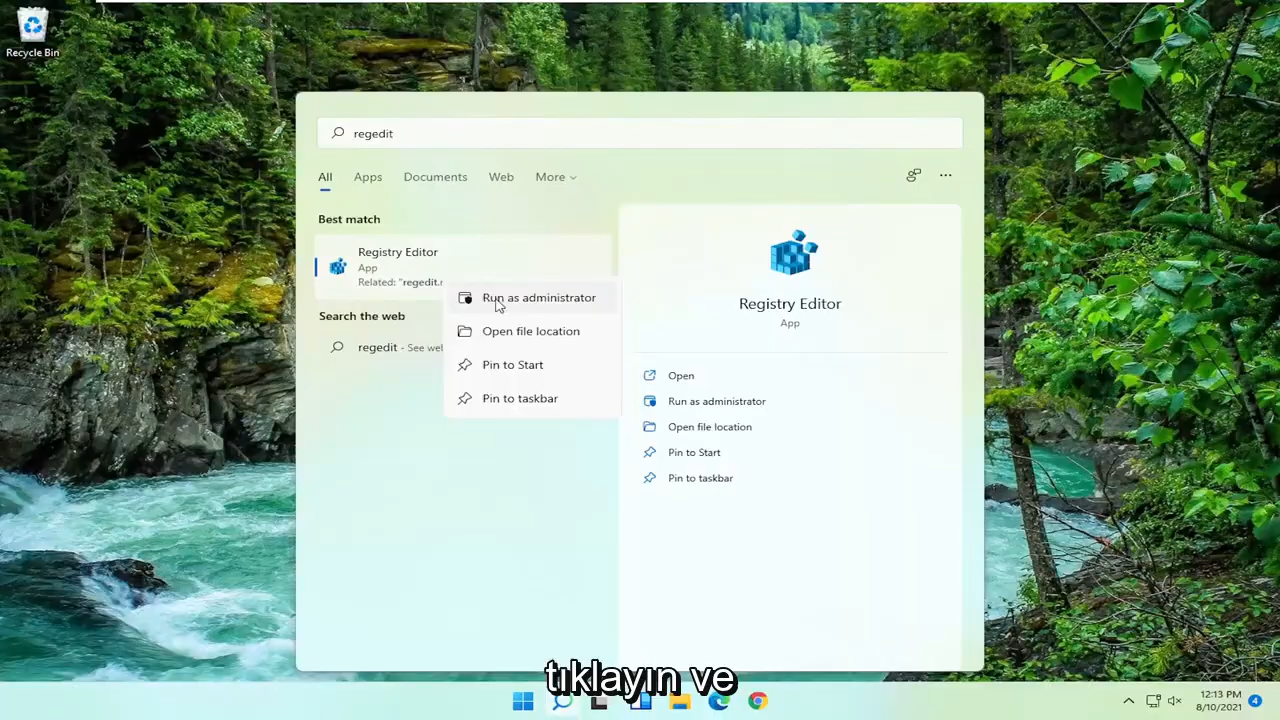 Recycle Bin
regedit
All Apps Documents Web More
Best match
Registry Editor
App
Related: "regedit.
Search the web
regedit - See
Run as administrator
Open file location
Pin to Start
Pin to taskbar
Registry Editor
App
Open
Run as administrator
Open file location
Pin to Start
Pin to taskbar
tıklayın ve
12:13 PM
8/10/2021
4